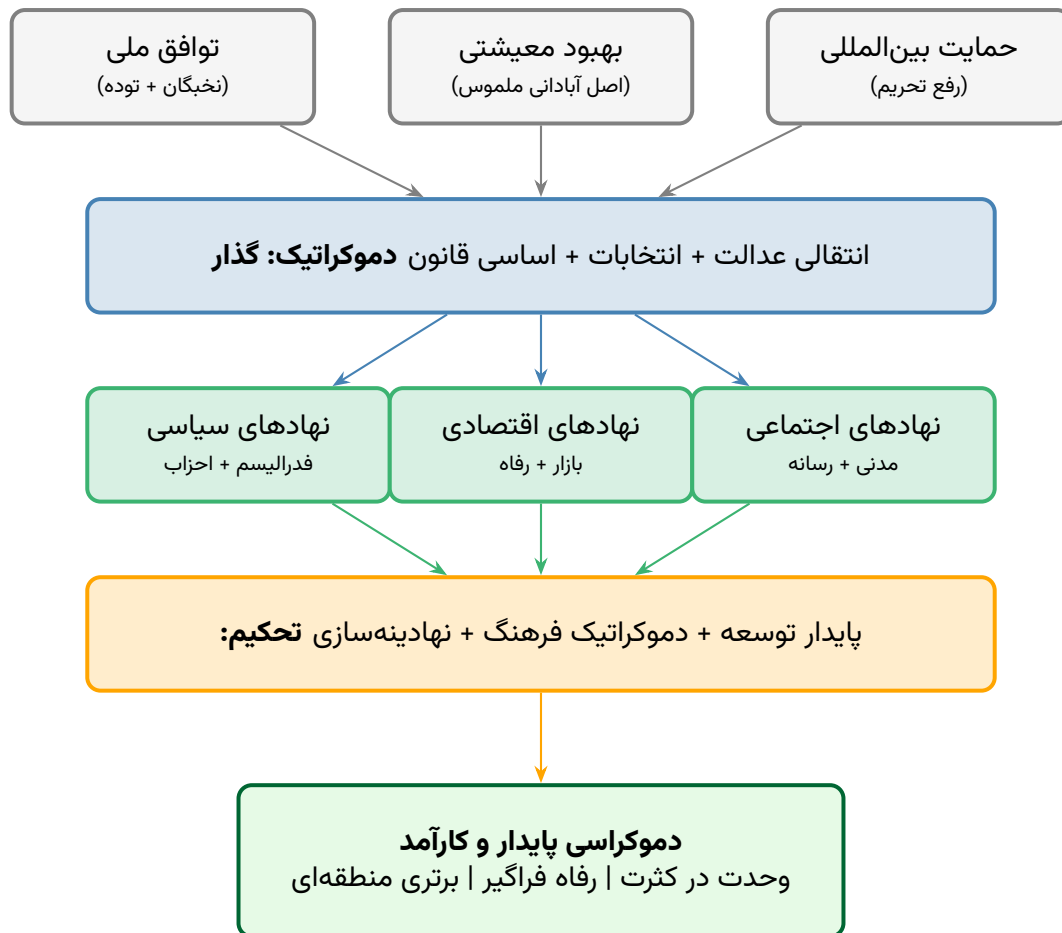 حمایت بین‌المللی
(رفع تحریم)
بهبود معیشتی
(اصل آبادانی ملموس)
توافق ملی
(نخبگان + توده)
انتقالی عدالت + انتخابات + اساسی قانون دموکراتیک: گذار
نهادهای اجتماعی
مدنی + رسانه
نهادهای اقتصادی
بازار + رفاه
نهادهای سیاسی
فدرالیسم + احزاب
پایدار توسعه + دموکراتیک فرهنگ + نهادینه‌سازی تحکیم:
دموکراسی پایدار و کارآمد
وحدت در کثرت | رفاه فراگیر | برتری منطقه‌ای